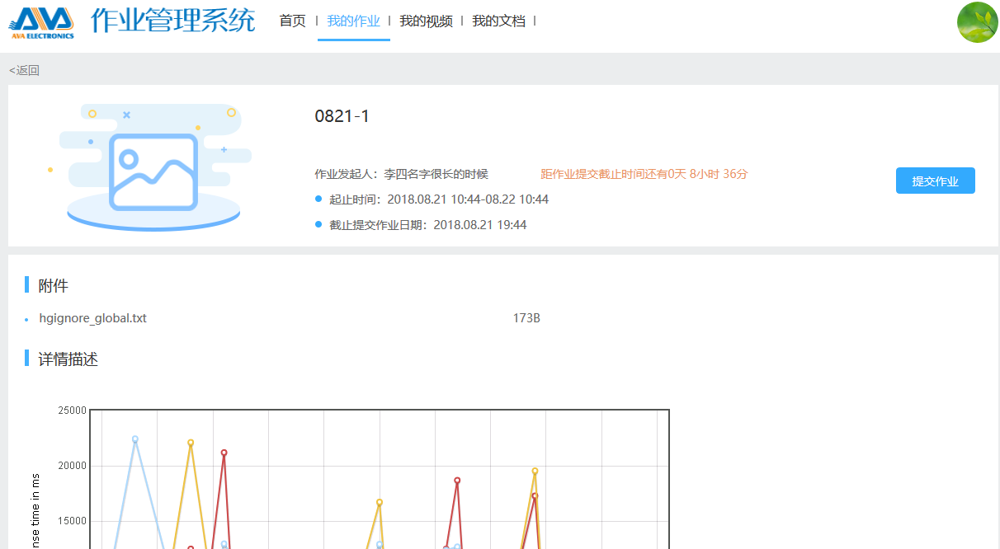 AVA ELECTRONICS
作业管理系统
首页 | 我的作业 | 我的视频 | 我的文档 |
<返回
0821-1
作业发起人：李四名字很长的时候 距作业提交截止时间还有0天 8小时 36分
提交作业
起止时间：2018.08.21 10:44-08.22 10:44
截止提交作业日期：2018.08.21 19:44
附件
hgignore_global.txt 173B
详情描述
25000
20000
15000
nse time in ms